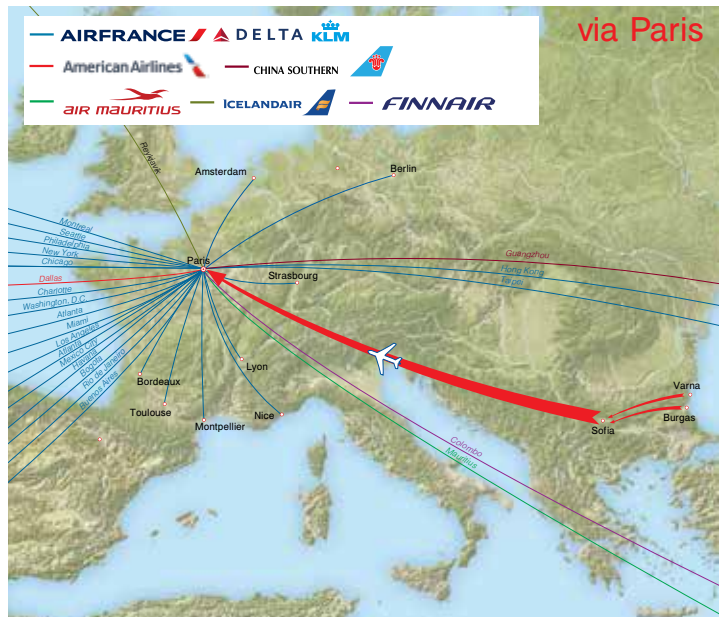 via Paris
AIRFRANCE DELTA KLM
American Airlines CHINA SOUTHERN
AIR MAURITIUS ICELANDAIR FINNAIR
Reykjavik
Amsterdam
Berlin
Montreal
Seattle
Philadelphia
New York
Chicago
Paris
Guangzhou
Hong Kong
Taipei
Dallas
Strasbourg
Charlotte
Washington, D.C.
Atlanta
Miami
Los Angeles
Atlanta
Mexico City
Havana
Bogota
Rio de Janeiro
Buenos Aires
Lyon
Bordeaux
Toulouse
Montpellier
Nice
Varna
Burgas
Sofia
Colombo
Mauritius